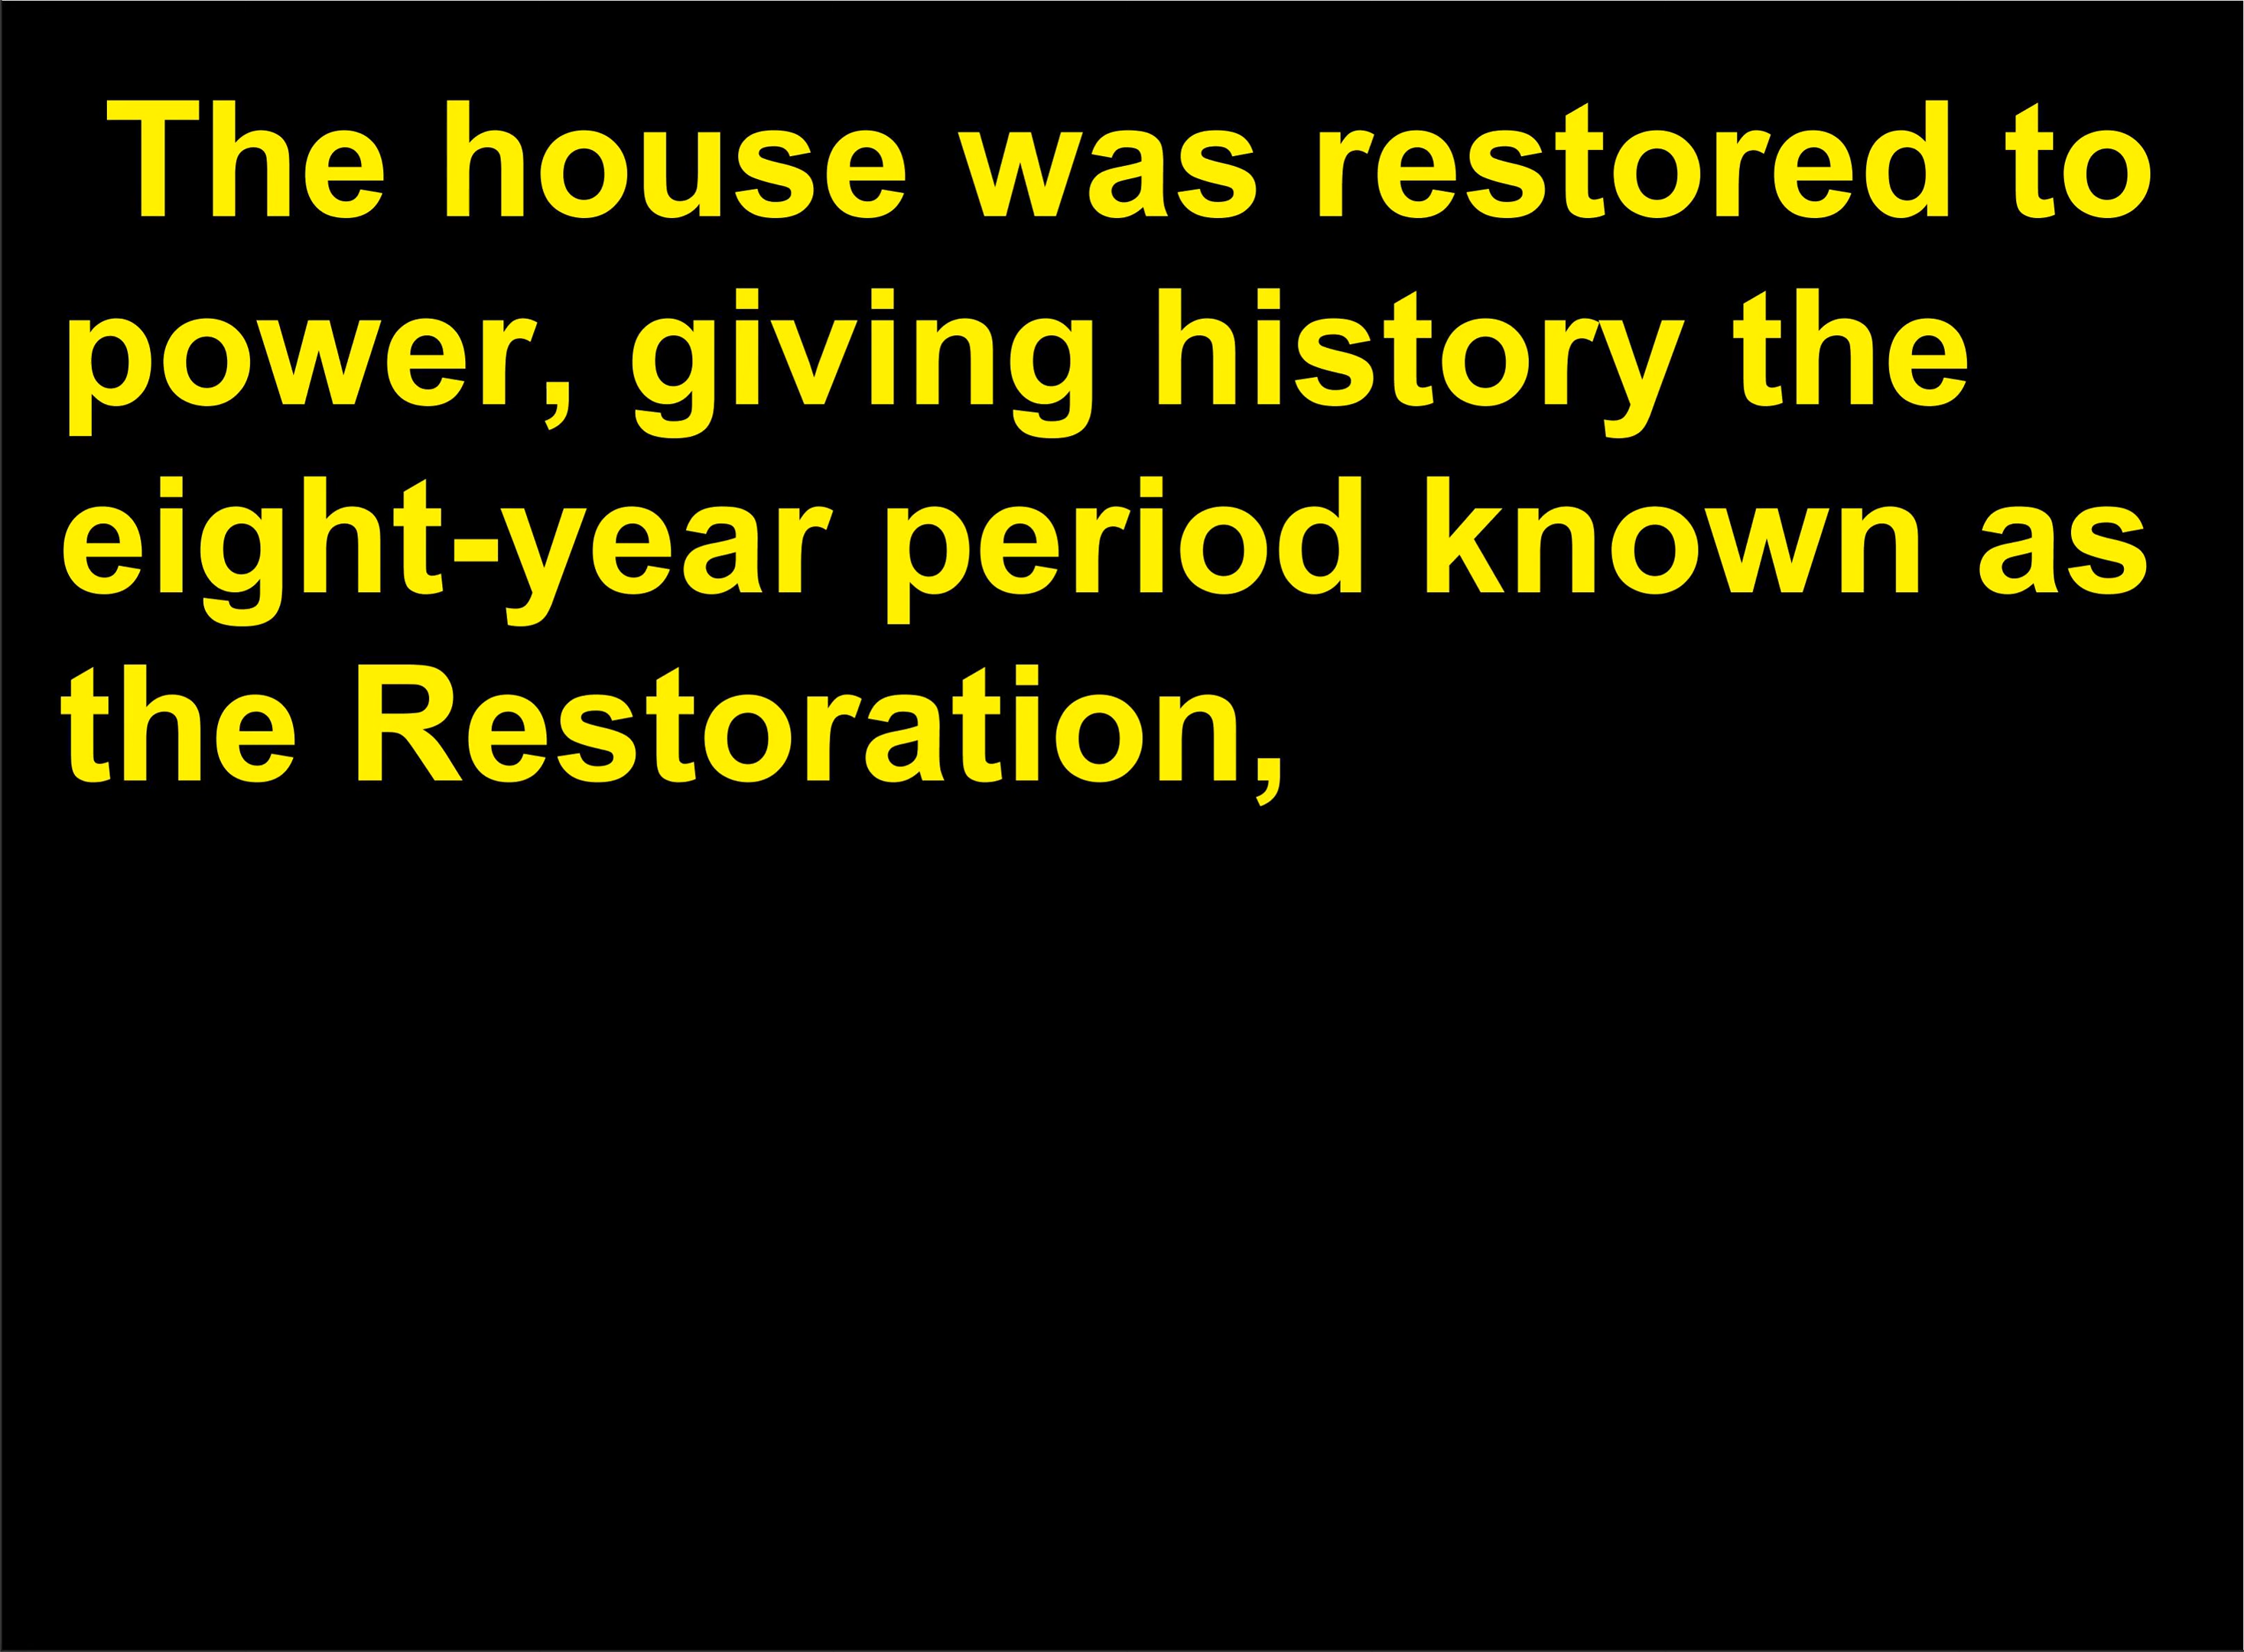 The house was restored to
power, giving history the
eight-year period known as
the Restoration,